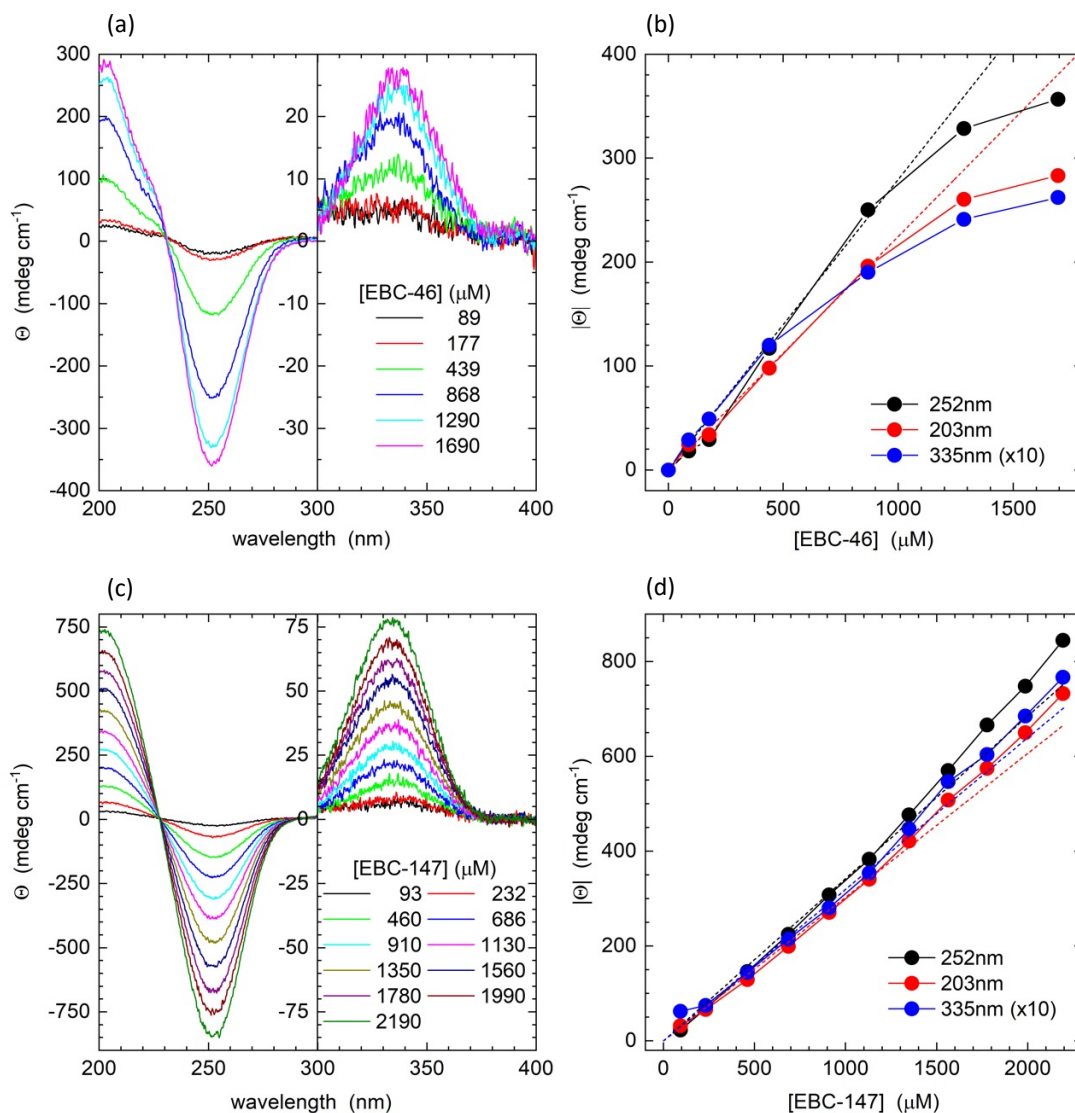 (a)
300
200
100
0
-100
-200
-300
-400
20
10
0
-10
-20
-30
Θ (mdeg cm-1)
[EBC-46] (μM)
89
177
439
868
1290
1690
200 250 300 350 400
wavelength (nm)
(b)
400
300
200
100
0
|Θ| (mdeg cm-1)
252nm
203nm
335nm (x10)
0 500 1000 1500
[EBC-46] (μM)
(c)
750
500
250
0
-250
-500
-750
75
50
25
0
-25
-50
-75
Θ (mdeg cm-1)
[EBC-147] (μM)
93 232
460 686
910 1130
1350 1560
1780 1990
2190
200 250 300 350 400
wavelength (nm)
(d)
800
600
400
200
0
|Θ| (mdeg cm-1)
252nm
203nm
335nm (x10)
0 500 1000 1500 2000
[EBC-147] (μM)